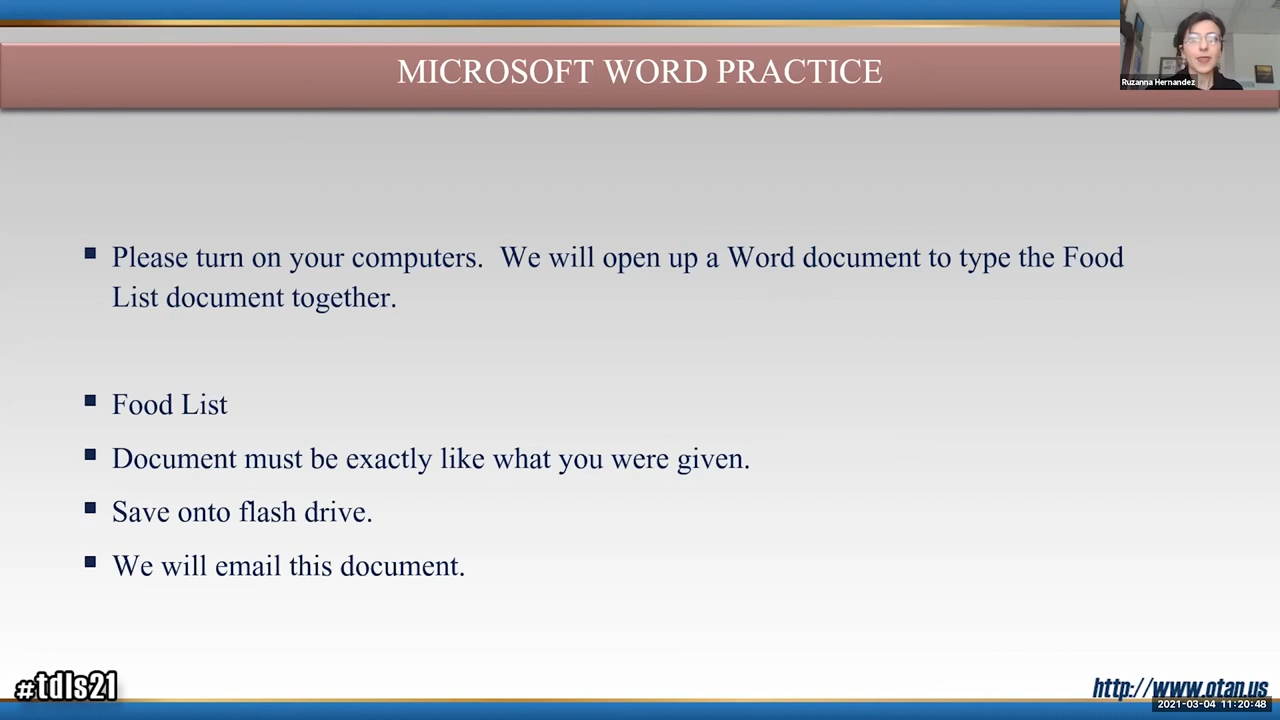 MICROSOFT WORD PRACTICE
Ruzanna Hernandez
Please turn on your computers.  We will open up a Word document to type the Food
List document together.
Food List
Document must be exactly like what you were given.
Save onto flash drive.
We will email this document.
#tdls21
http://www.otan.us
2021-03-04 11:20:48